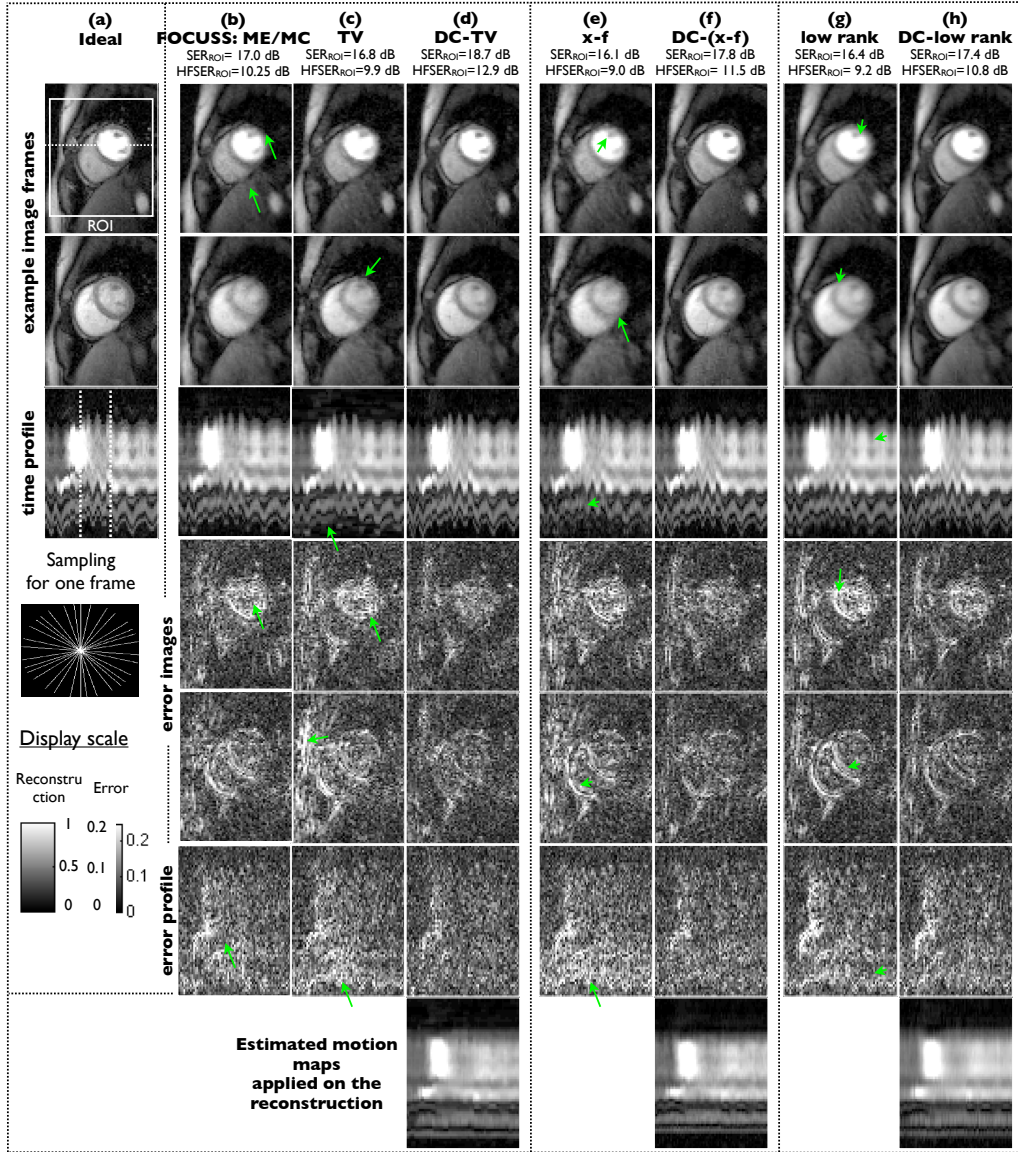 (a)
Ideal
(b)
FOCUSS: ME/MC
SER_ROI= 17.0 dB
HFSER_ROI=10.25 dB
(c)
TV
SER_ROI=16.8 dB
HFSER_ROI=9.9 dB
(d)
DC-TV
SER_ROI=18.7 dB
HFSER_ROI=12.9 dB
(e)
x-f
SER_ROI=16.1 dB
HFSER_ROI=9.0 dB
(f)
DC-(x-f)
SER_ROI=17.8 dB
HFSER_ROI= 11.5 dB
(g)
low rank
SER_ROI=16.4 dB
HFSER_ROI= 9.2 dB
(h)
DC-low rank
SER_ROI=17.4 dB
HFSER_ROI=10.8 dB
example image frames
ROI
time profile
Sampling
for one frame
error images
Display scale
Reconstru
ction
Error
1
0.5
0
0.2
0.1
0
0.2
0.1
0
error profile
Estimated motion
maps
applied on the
reconstruction